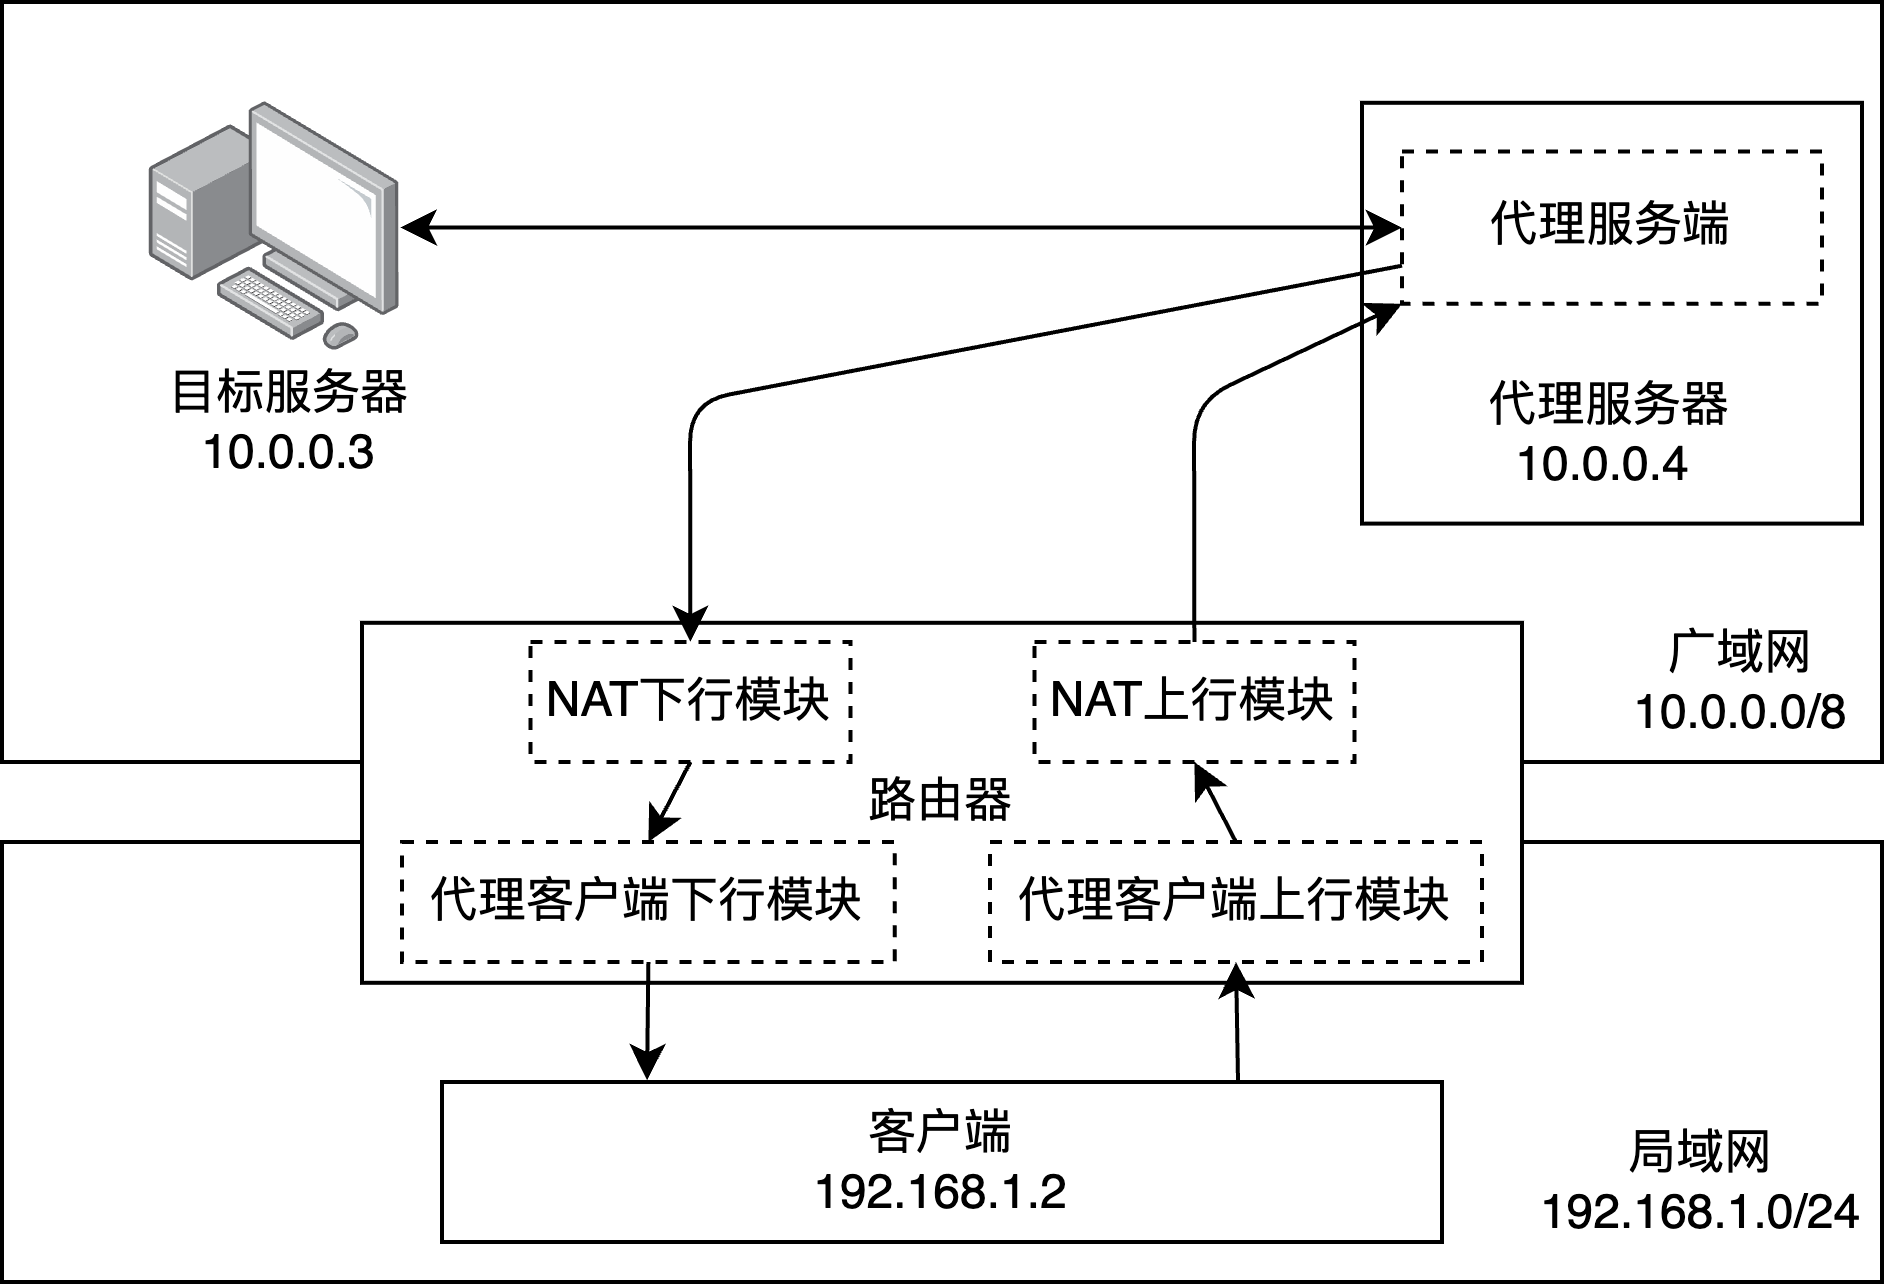 代理服务端
目标服务器
10.0.0.3
代理服务器
10.0.0.4
广域网
10.0.0.0/8
NAT下行模块
NAT上行模块
路由器
代理客户端下行模块
代理客户端上行模块
客户端
192.168.1.2
局域网
192.168.1.0/24